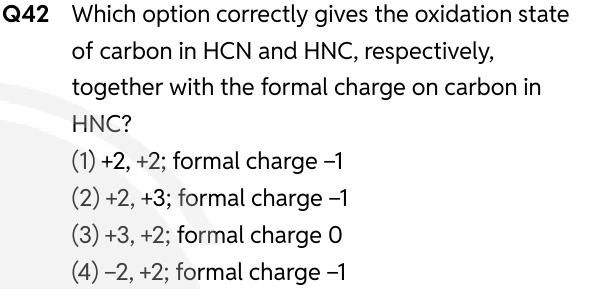 Q42 Which option correctly gives the oxidation state
of carbon in HCN and HNC, respectively,
together with the formal charge on carbon in
HNC?
(1) +2, +2; formal charge –1
(2) +2, +3; formal charge –1
(3) +3, +2; formal charge 0
(4) –2, +2; formal charge –1